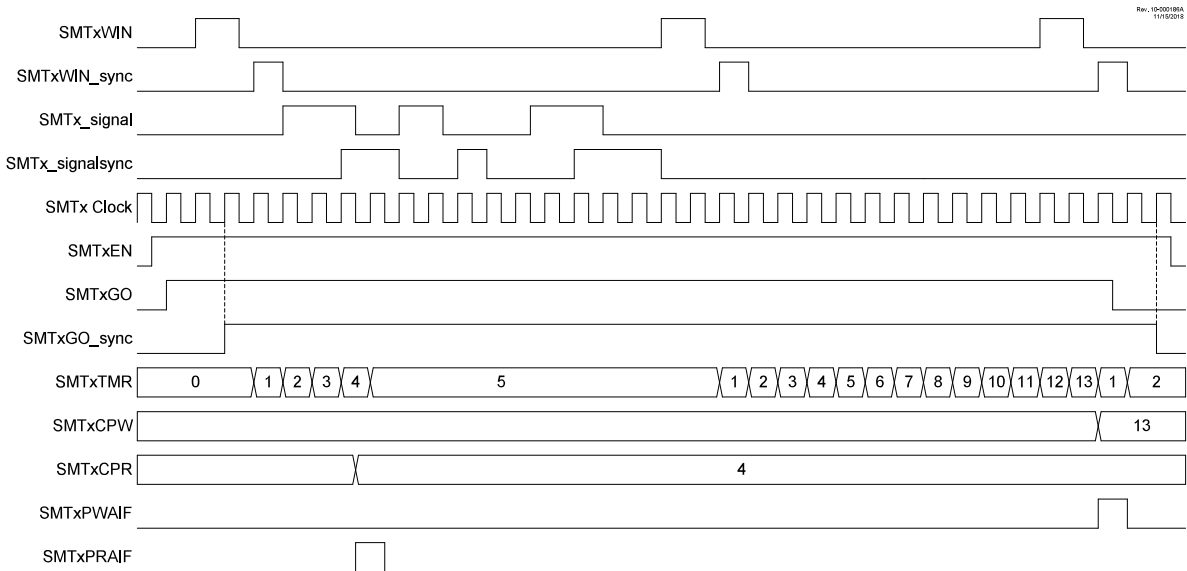 Rev. 10-000186A
11/15/2018
SMTxWIN
SMTxWIN_sync
SMTx_signal
SMTx_signalsync
SMTx Clock
SMTxEN
SMTxGO
SMTxGO_sync
SMTxTMR 0 1 2 3 4 5 1 2 3 4 5 6 7 8 9 10 11 12 13 1 2
SMTxCPW 13
SMTxCPR 4
SMTxPWAIF
SMTxPRAIF